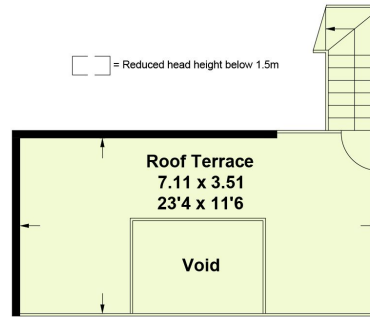 = Reduced head height below 1.5m
Roof Terrace
7.11 x 3.51
23'4 x 11'6
Void